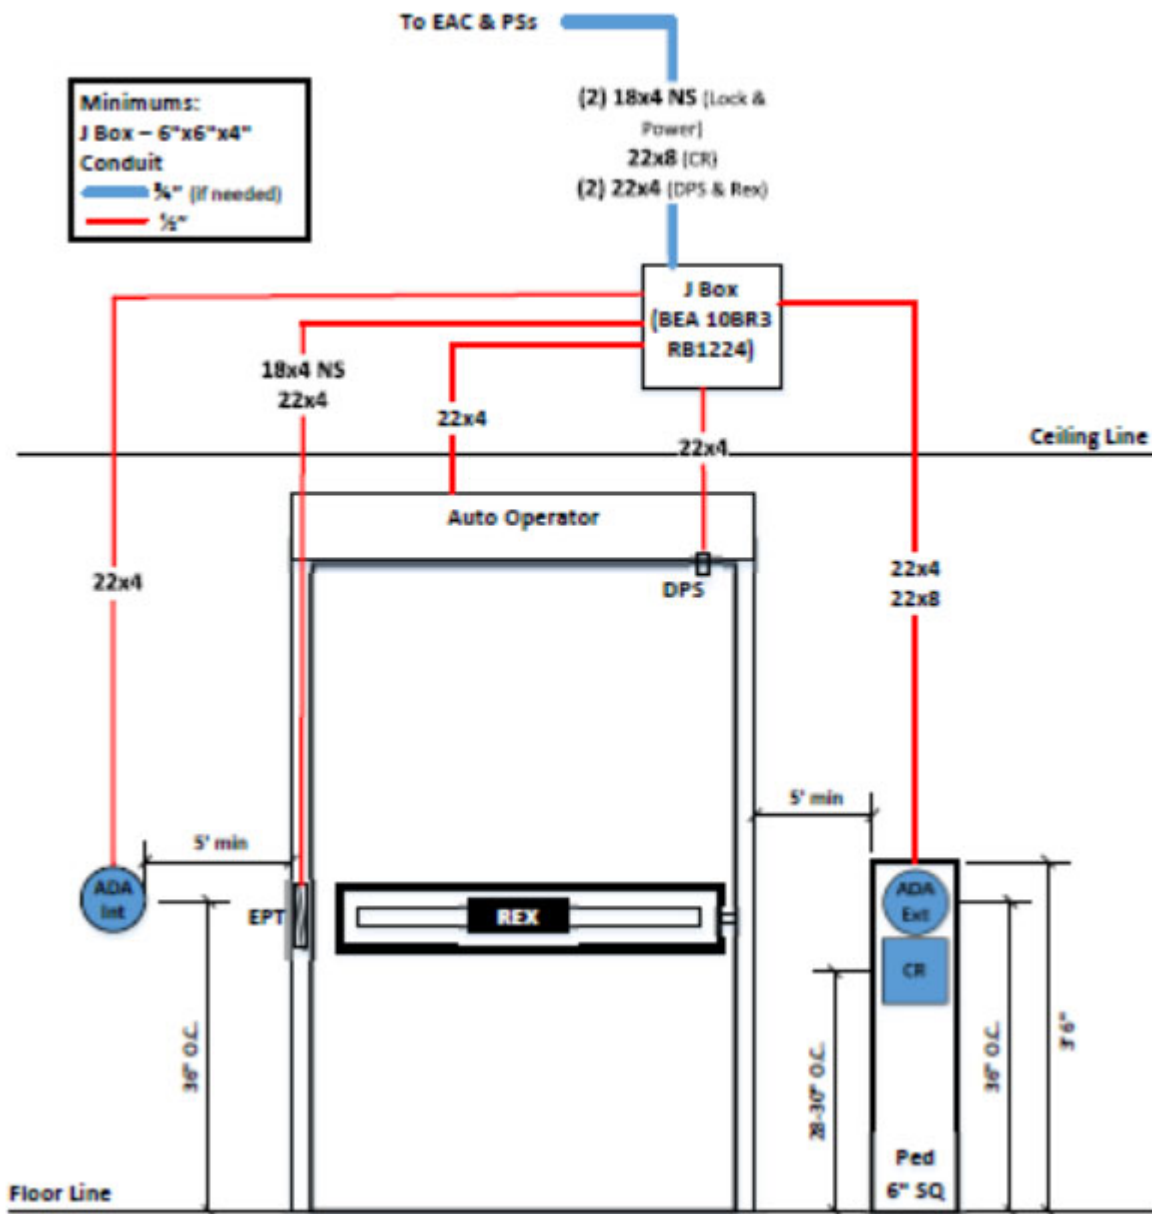 To EAC & PSs
Minimums:
J Box – 6"x6"x4"
Conduit
¾" (if needed)
½"
(2) 18x4 NS (Lock &
Power)
22x8 (CR)
(2) 22x4 (DPS & Rex)
J Box
(BEA 10BR3
RB1224)
18x4 NS
22x4
22x4
22x4
Ceiling Line
Auto Operator
22x4
DPS
22x4
22x8
5' min
5' min
ADA
Int
EPT
REX
ADA
Ext
CR
36" O.C.
28-30" O.C.
36" O.C.
3'6"
Ped
6" SQ
Floor Line